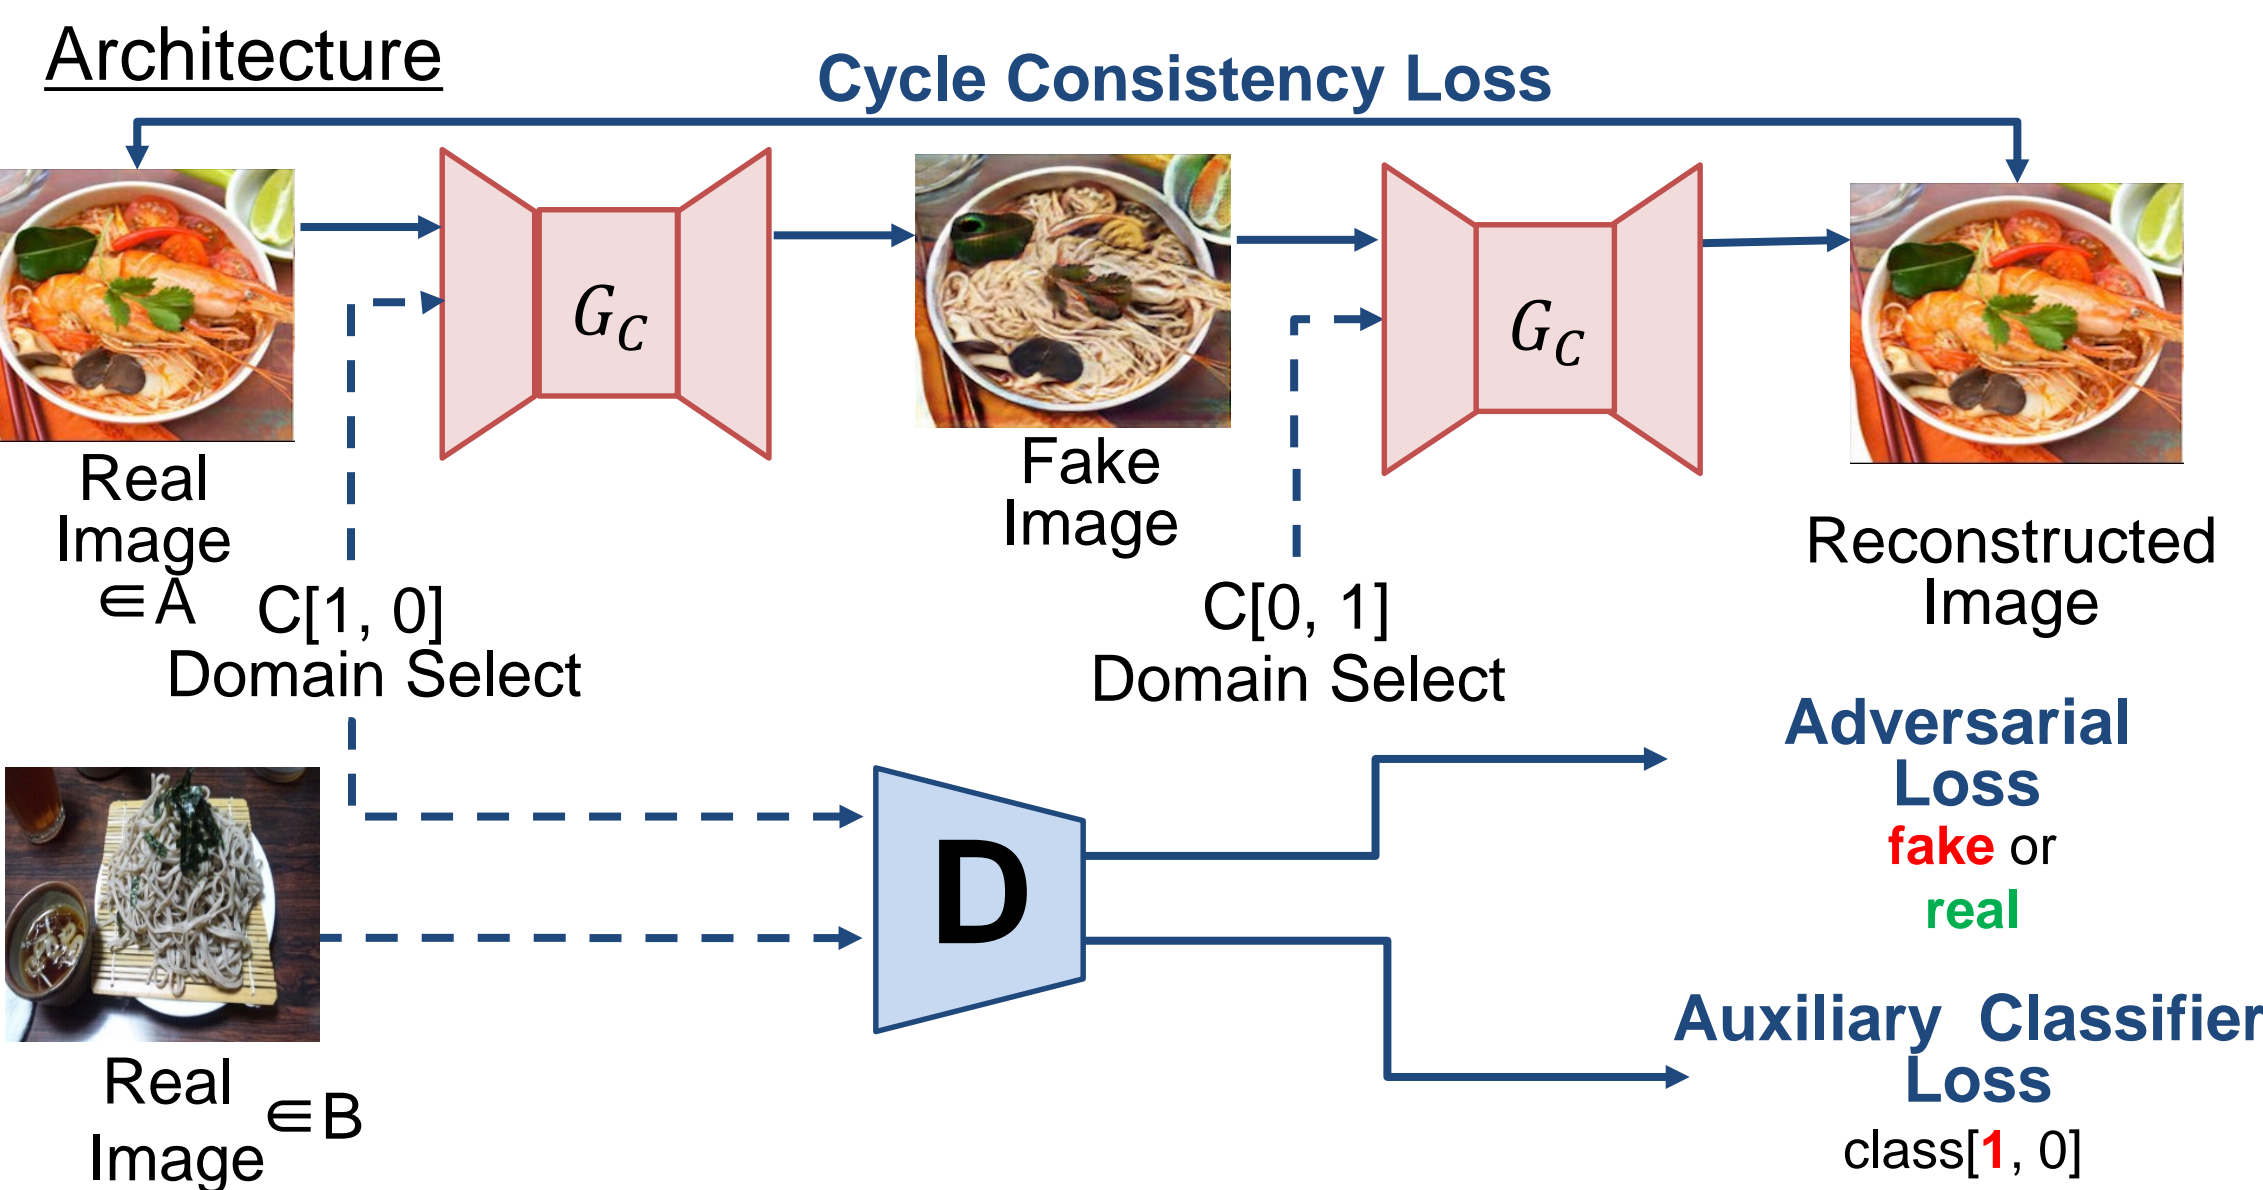 Architecture
Cycle Consistency Loss
G_C
G_C
Real
Image
∈A
C[1, 0]
Domain Select
Fake
Image
C[0, 1]
Domain Select
Reconstructed
Image
Adversarial
Loss
fake or
real
D
Auxiliary Classifier
Loss
class[1, 0]
Real
Image
∈B